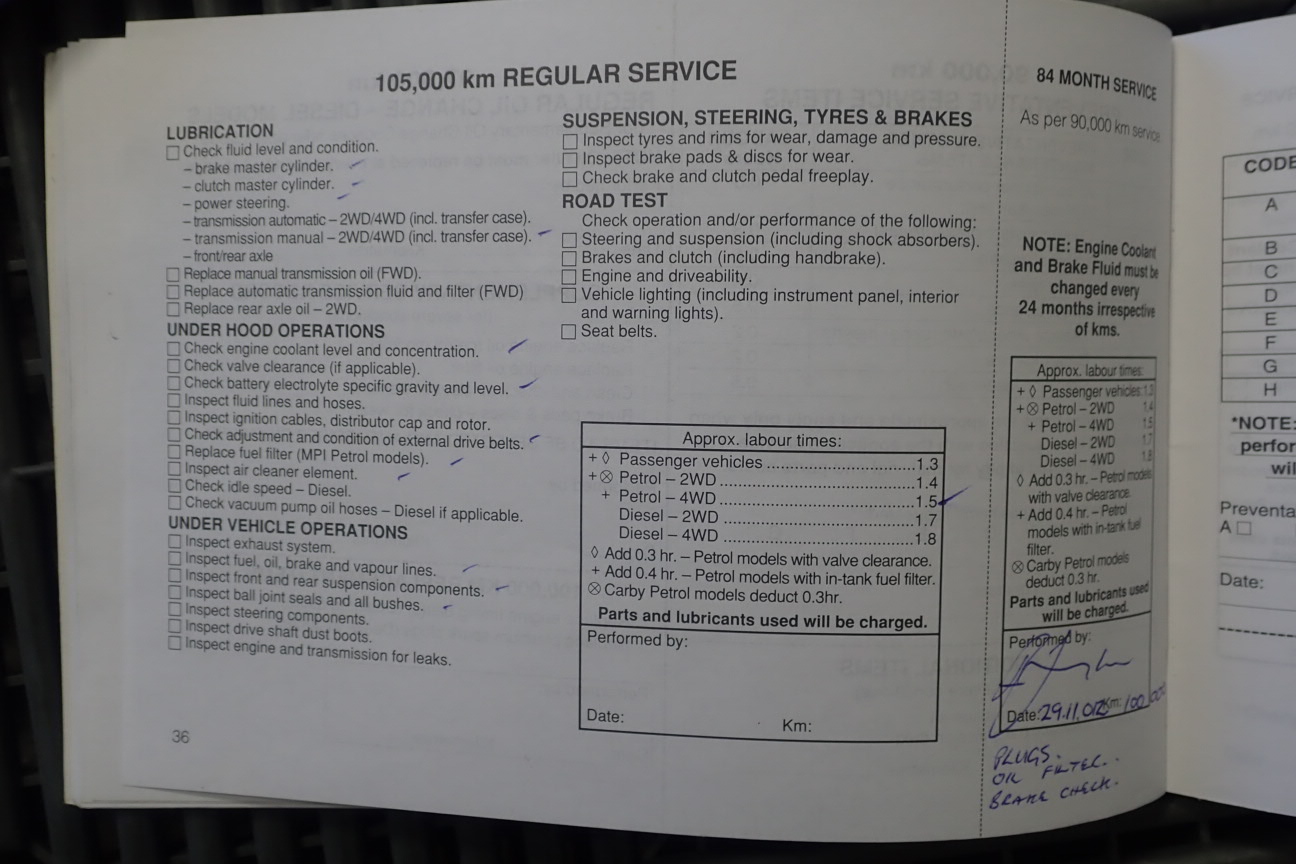 105,000 km REGULAR SERVICE
LUBRICATION
Check fluid level and condition.
– brake master cylinder.
– clutch master cylinder.
– power steering.
– transmission automatic – 2WD/4WD (incl. transfer case).
– transmission manual – 2WD/4WD (incl. transfer case).
– front/rear axle
Replace manual transmission oil (FWD).
Replace automatic transmission fluid and filter (FWD)
Replace rear axle oil – 2WD.
UNDER HOOD OPERATIONS
Check engine coolant level and concentration.
Check valve clearance (if applicable).
Check battery electrolyte specific gravity and level.
Inspect fluid lines and hoses.
Inspect ignition cables, distributor cap and rotor.
Check adjustment and condition of external drive belts.
Replace fuel filter (MPI Petrol models).
Inspect air cleaner element.
Check idle speed – Diesel.
Check vacuum pump oil hoses – Diesel if applicable.
UNDER VEHICLE OPERATIONS
Inspect exhaust system.
Inspect fuel, oil, brake and vapour lines.
Inspect front and rear suspension components.
Inspect ball joint seals and all bushes.
Inspect steering components.
Inspect drive shaft dust boots.
Inspect engine and transmission for leaks.
36
SUSPENSION, STEERING, TYRES & BRAKES
Inspect tyres and rims for wear, damage and pressure.
Inspect brake pads & discs for wear.
Check brake and clutch pedal freeplay.
ROAD TEST
Check operation and/or performance of the following:
Steering and suspension (including shock absorbers).
Brakes and clutch (including handbrake).
Engine and driveability.
Vehicle lighting (including instrument panel, interior
and warning lights).
Seat belts.
Approx. labour times:
+ ◊ Passenger vehicles ...............................1.3
+ ⊗ Petrol – 2WD ........................................1.4
+ Petrol – 4WD ........................................1.5
Diesel – 2WD ........................................1.7
Diesel – 4WD ........................................1.8
◊ Add 0.3 hr. – Petrol models with valve clearance.
+ Add 0.4 hr. – Petrol models with in-tank fuel filter.
⊗ Carby Petrol models deduct 0.3hr.
Parts and lubricants used will be charged.
Performed by:
Date: Km:
84 MONTH SERVICE
As per 90,000 km service
NOTE: Engine Coolant
and Brake Fluid must be
changed every
24 months irrespective
of kms.
Approx. labour times:
+ ◊ Passenger vehicles 1.3
+ ⊗ Petrol – 2WD 1.4
+ Petrol – 4WD 1.5
Diesel – 2WD 1.7
Diesel – 4WD 1.8
◊ Add 0.3 hr. – Petrol models
with valve clearance.
+ Add 0.4 hr. – Petrol
models with in-tank fuel
filter.
⊗ Carby Petrol models
deduct 0.3 hr.
Parts and lubricants used
will be charged.
Performed by:
Date: 29.11.02 Km: 100,000
PLUGS.
OIL FILTER.
BRAKE CHECK.
CODE
A
B
C
D
E
F
G
H
*NOTE:
perfor
wil
Preventa
A
Date: